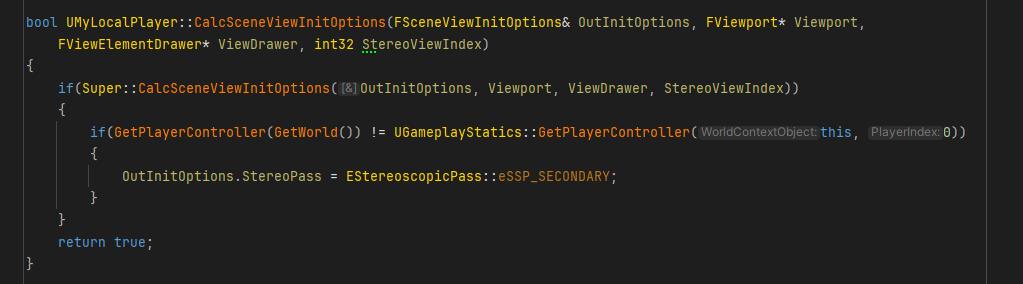 bool UMyLocalPlayer::CalcSceneViewInitOptions(FSceneViewInitOptions& OutInitOptions, FViewport* Viewport,
    FViewElementDrawer* ViewDrawer, int32 StereoViewIndex)
{
    if(Super::CalcSceneViewInitOptions([&]OutInitOptions, Viewport, ViewDrawer, StereoViewIndex))
    {
        if(GetPlayerController(GetWorld()) != UGameplayStatics::GetPlayerController(WorldContextObject:this, PlayerIndex:0))
        {
            OutInitOptions.StereoPass = EStereoscopicPass::eSSP_SECONDARY;
        }
    }
    return true;
}